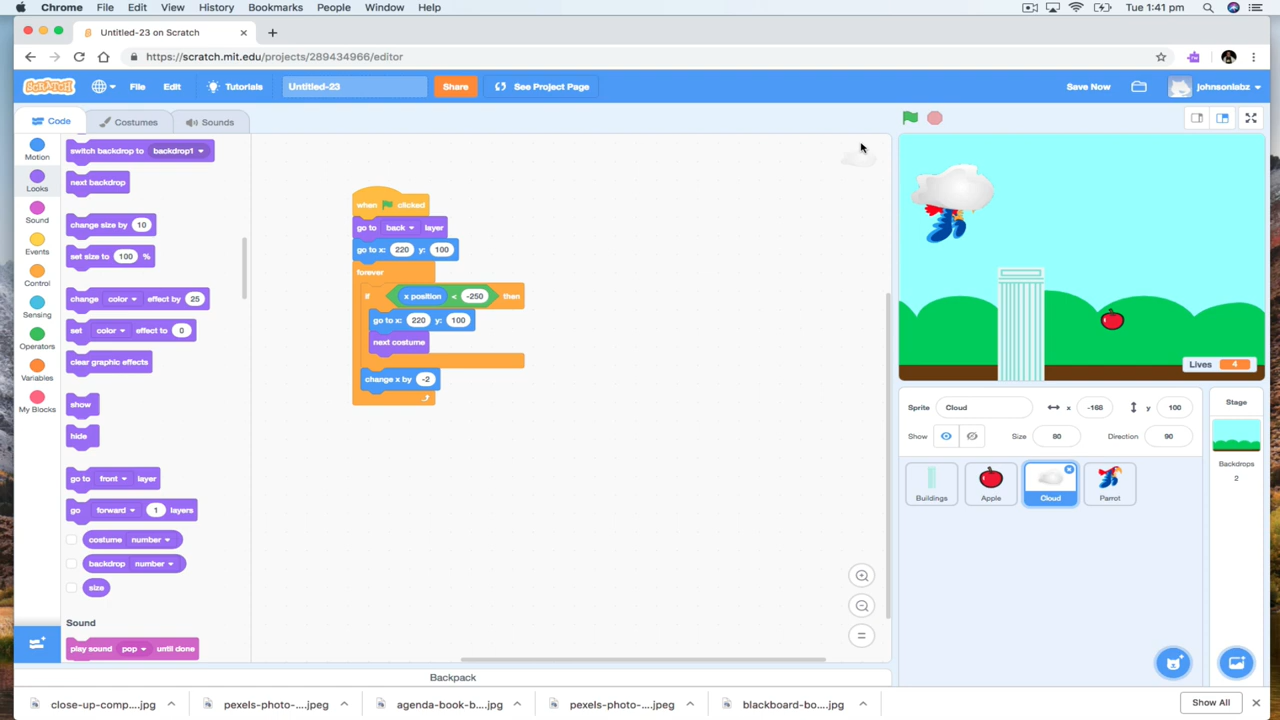 Chrome File Edit View History Bookmarks People Window Help Tue 1:41 pm
Untitled-23 on Scratch
https://scratch.mit.edu/projects/289434966/editor
SCRATCH File Edit Tutorials Untitled-23 Share See Project Page Save Now johnsonlabz
Code Costumes Sounds
Motion
Looks
Sound
Events
Control
Sensing
Operators
Variables
My Blocks
switch backdrop to backdrop1
next backdrop
change size by 10
set size to 100 %
change color effect by 25
set color effect to 0
clear graphic effects
show
hide
go to front layer
go forward 1 layers
costume number
backdrop number
size
Sound
play sound pop until done
when clicked
go to back layer
go to x: 220 y: 100
forever
if x position < -250 then
go to x: 220 y: 100
next costume
change x by -2
Lives 4
Sprite Cloud x -168 y 100
Show Size 80 Direction 90
Buildings
Apple
Cloud
Parrot
Stage
Backdrops
2
Backpack
close-up-comp....jpg pexels-photo-....jpeg agenda-book-b....jpg pexels-photo-....jpeg blackboard-bo....jpg Show All